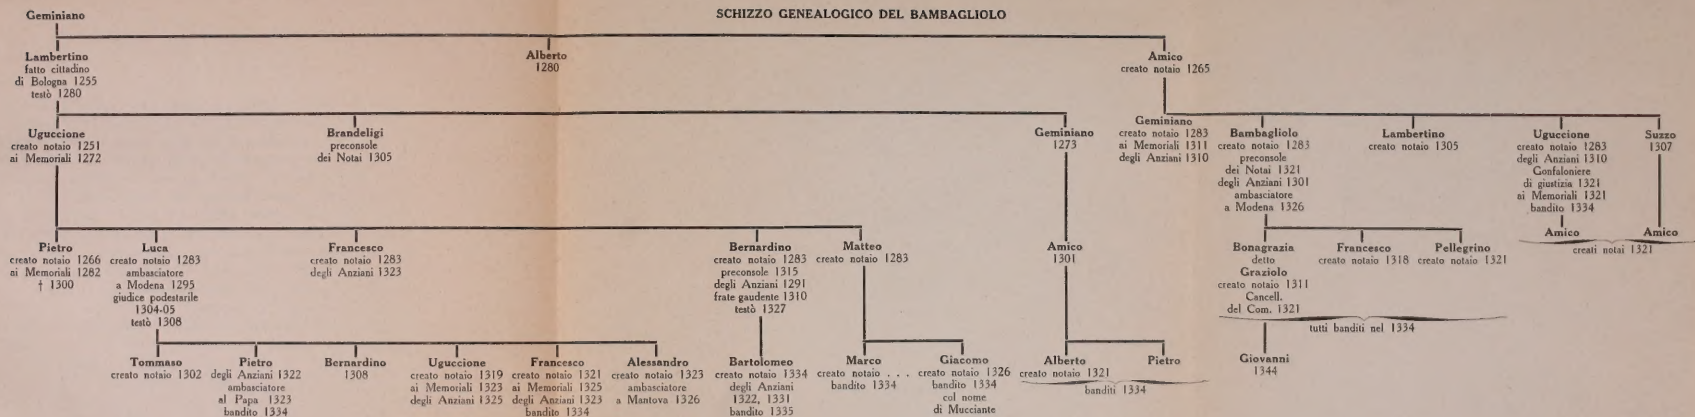 SCHIZZO GENEALOGICO DEL BAMBAGLIOLO
Geminiano
Lambertino
fatto cittadino
di Bologna 1255
testò 1280
Alberto
1280
Amico
creato notaio 1265
Uguccione
creato notaio 1251
ai Memoriali 1272
Brandeligi
preconsole
dei Notai 1305
Geminiano
1273
Geminiano
creato notaio 1283
ai Memoriali 1311
degli Anziani 1310
Bambagliolo
creato notaio 1283
preconsole
dei Notai 1321
degli Anziani 1301
ambasciatore
a Modena 1326
Lambertino
creato notaio 1305
Uguccione
creato notaio 1283
degli Anziani 1310
Gonfaloniere
di giustizia 1321
ai Memoriali 1321
bandito 1334
Suzzo
1307
Pietro
creato notaio 1266
ai Memoriali 1282
† 1300
Luca
creato notaio 1283
ambasciatore
a Modena 1295
giudice podestarile
1304-05
testò 1308
Francesco
creato notaio 1283
degli Anziani 1323
Bernardino
creato notaio 1283
preconsole 1315
degli Anziani 1291
frate gaudente 1310
testò 1327
Matteo
creato notaio 1283
Amico
1301
Bonagrazia
detto
Graziolo
creato notaio 1311
Cancell.
del Com. 1321
Francesco
creato notaio 1318
Pellegrino
creato notaio 1321
tutti banditi nel 1334
Amico
Amico
creati notai 1321
Tommaso
creato notaio 1302
Pietro
degli Anziani 1322
ambasciatore
al Papa 1323
bandito 1334
Bernardino
1308
Uguccione
creato notaio 1319
ai Memoriali 1323
degli Anziani 1325
Francesco
creato notaio 1321
ai Memoriali 1325
degli Anziani 1323
bandito 1334
Alessandro
creato notaio 1323
ambasciatore
a Mantova 1326
Bartolomeo
creato notaio 1334
degli Anziani
1322, 1331
bandito 1335
Marco
creato notaio . . .
bandito 1334
Giacomo
creato notaio 1326
bandito 1334
col nome
di Mucciante
Alberto
creato notaio 1321
Pietro
banditi 1334
Giovanni
1344